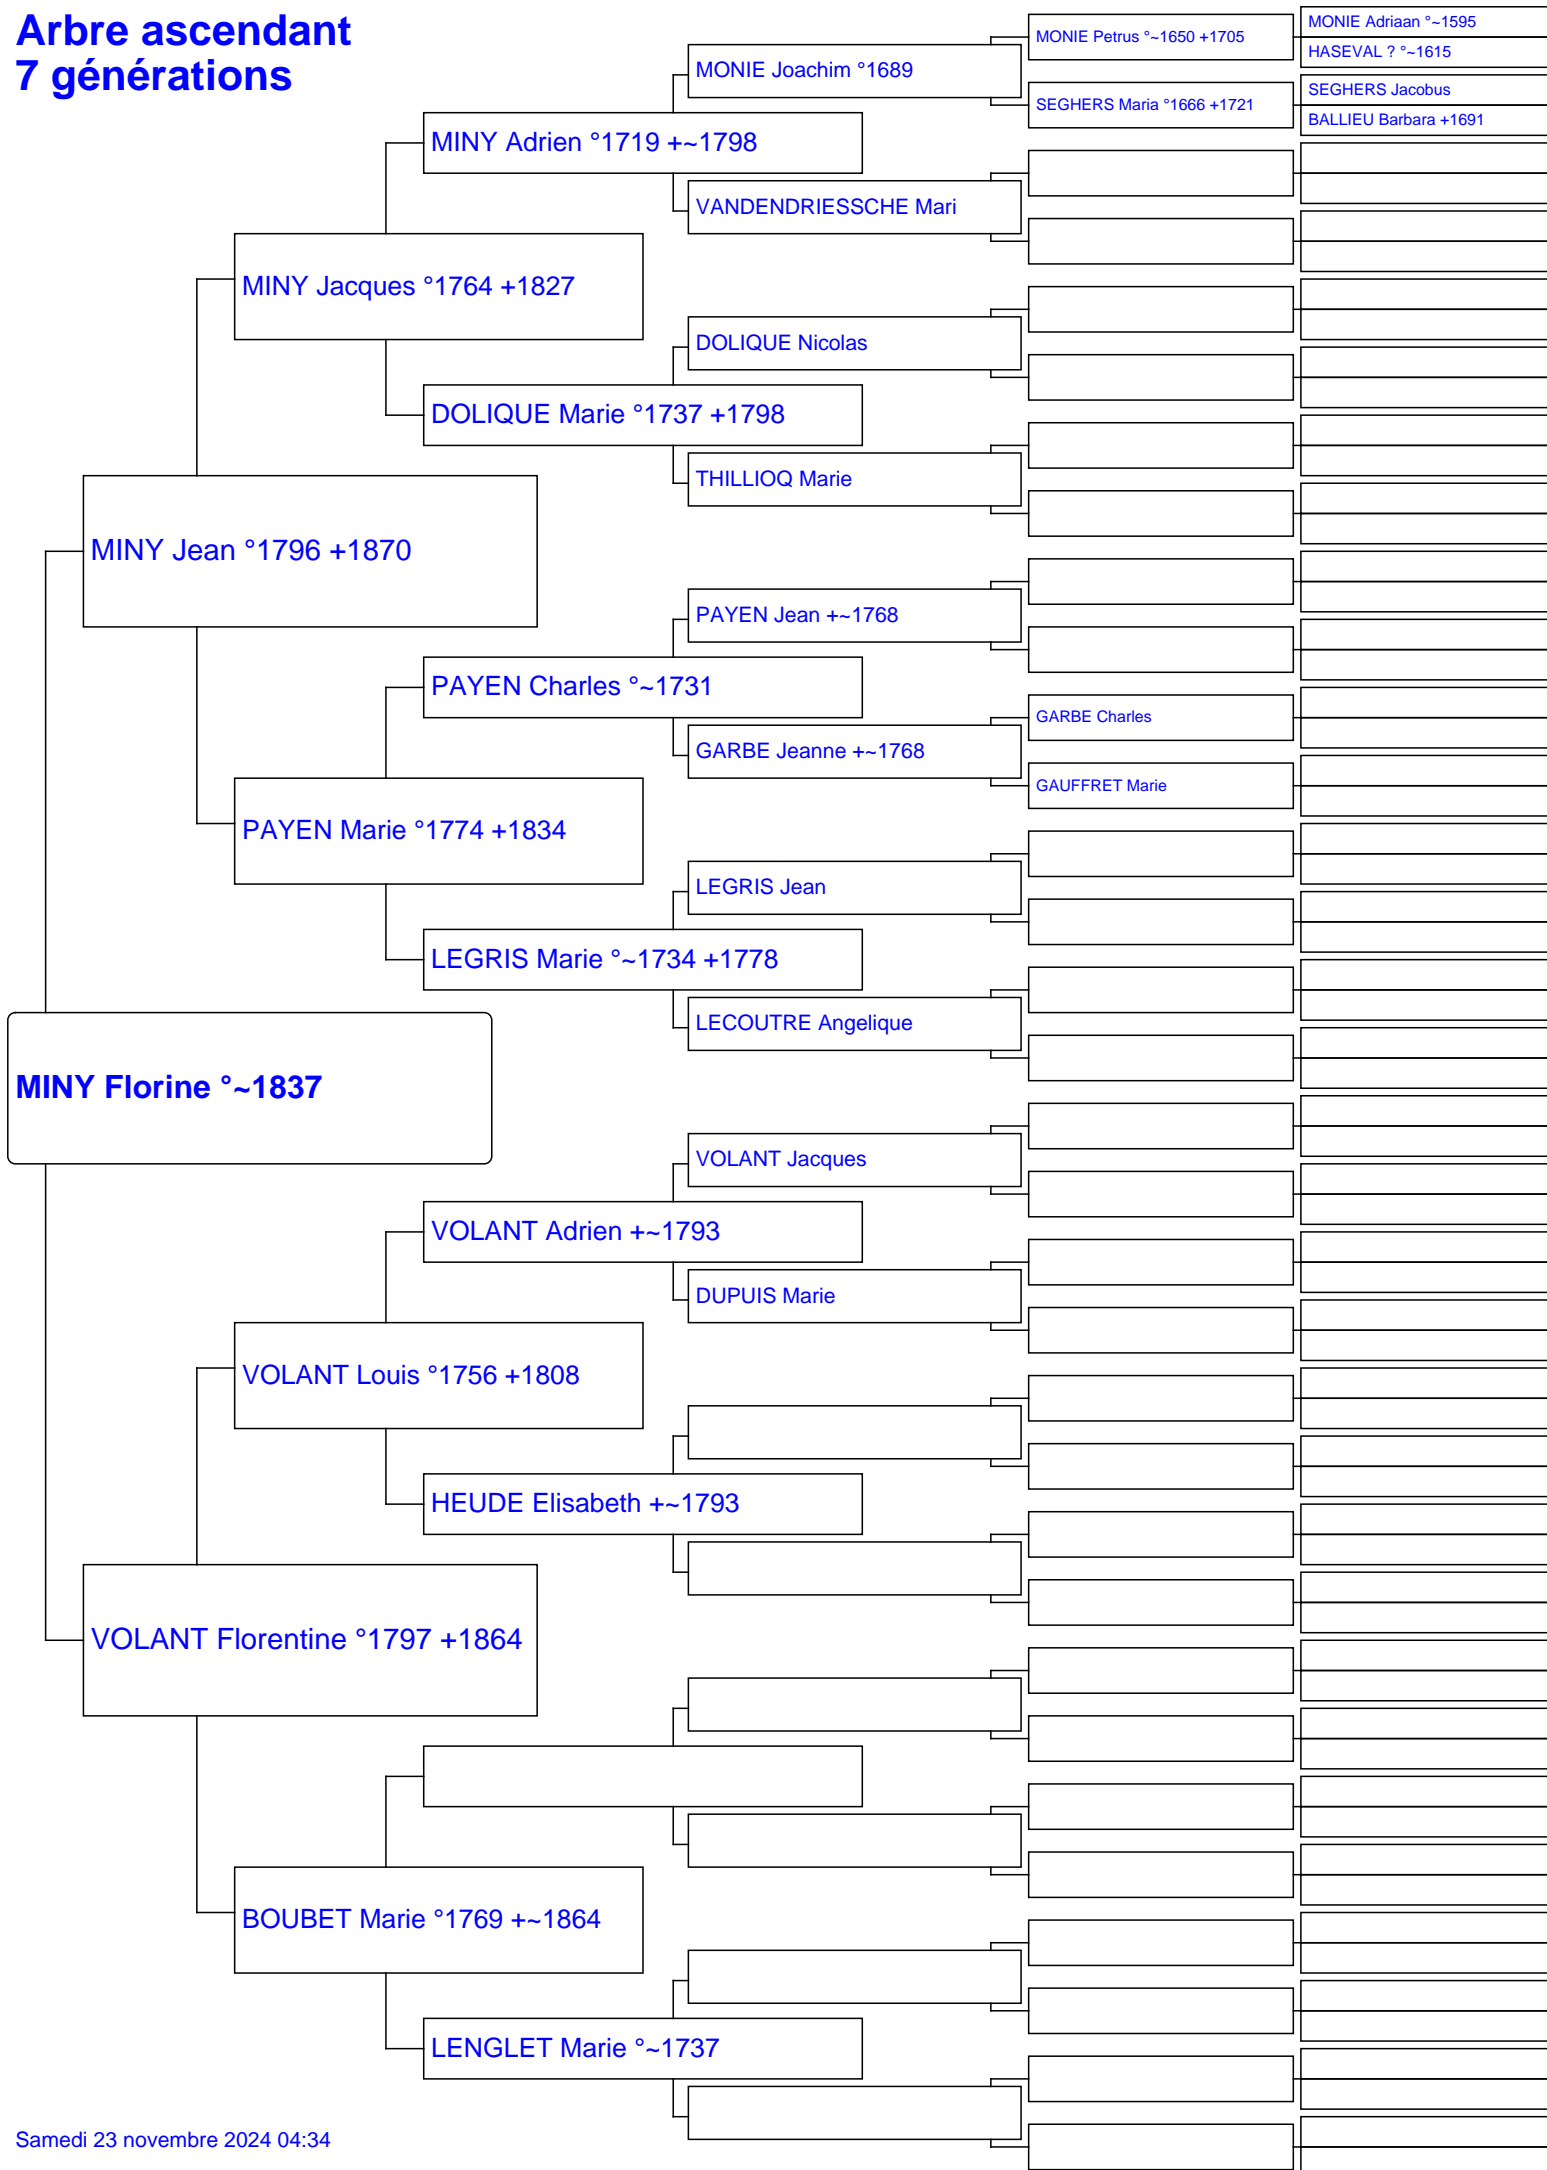 Arbre ascendant
7 générations
MONIE Adriaan °~1595
MONIE Petrus °~1650 +1705
HASEVAL ? °~1615
MONIE Joachim °1689
SEGHERS Jacobus
SEGHERS Maria °1666 +1721
BALLIEU Barbara +1691
MINY Adrien °1719 +~1798
VANDENDRIESSCHE Mari
MINY Jacques °1764 +1827
DOLIQUE Nicolas
DOLIQUE Marie °1737 +1798
THILLIOQ Marie
MINY Jean °1796 +1870
PAYEN Jean +~1768
PAYEN Charles °~1731
GARBE Charles
GARBE Jeanne +~1768
GAUFFRET Marie
PAYEN Marie °1774 +1834
LEGRIS Jean
LEGRIS Marie °~1734 +1778
LECOUTRE Angelique
MINY Florine °~1837
VOLANT Jacques
VOLANT Adrien +~1793
DUPUIS Marie
VOLANT Louis °1756 +1808
HEUDE Elisabeth +~1793
VOLANT Florentine °1797 +1864
BOUBET Marie °1769 +~1864
LENGLET Marie °~1737
Samedi 23 novembre 2024 04:34